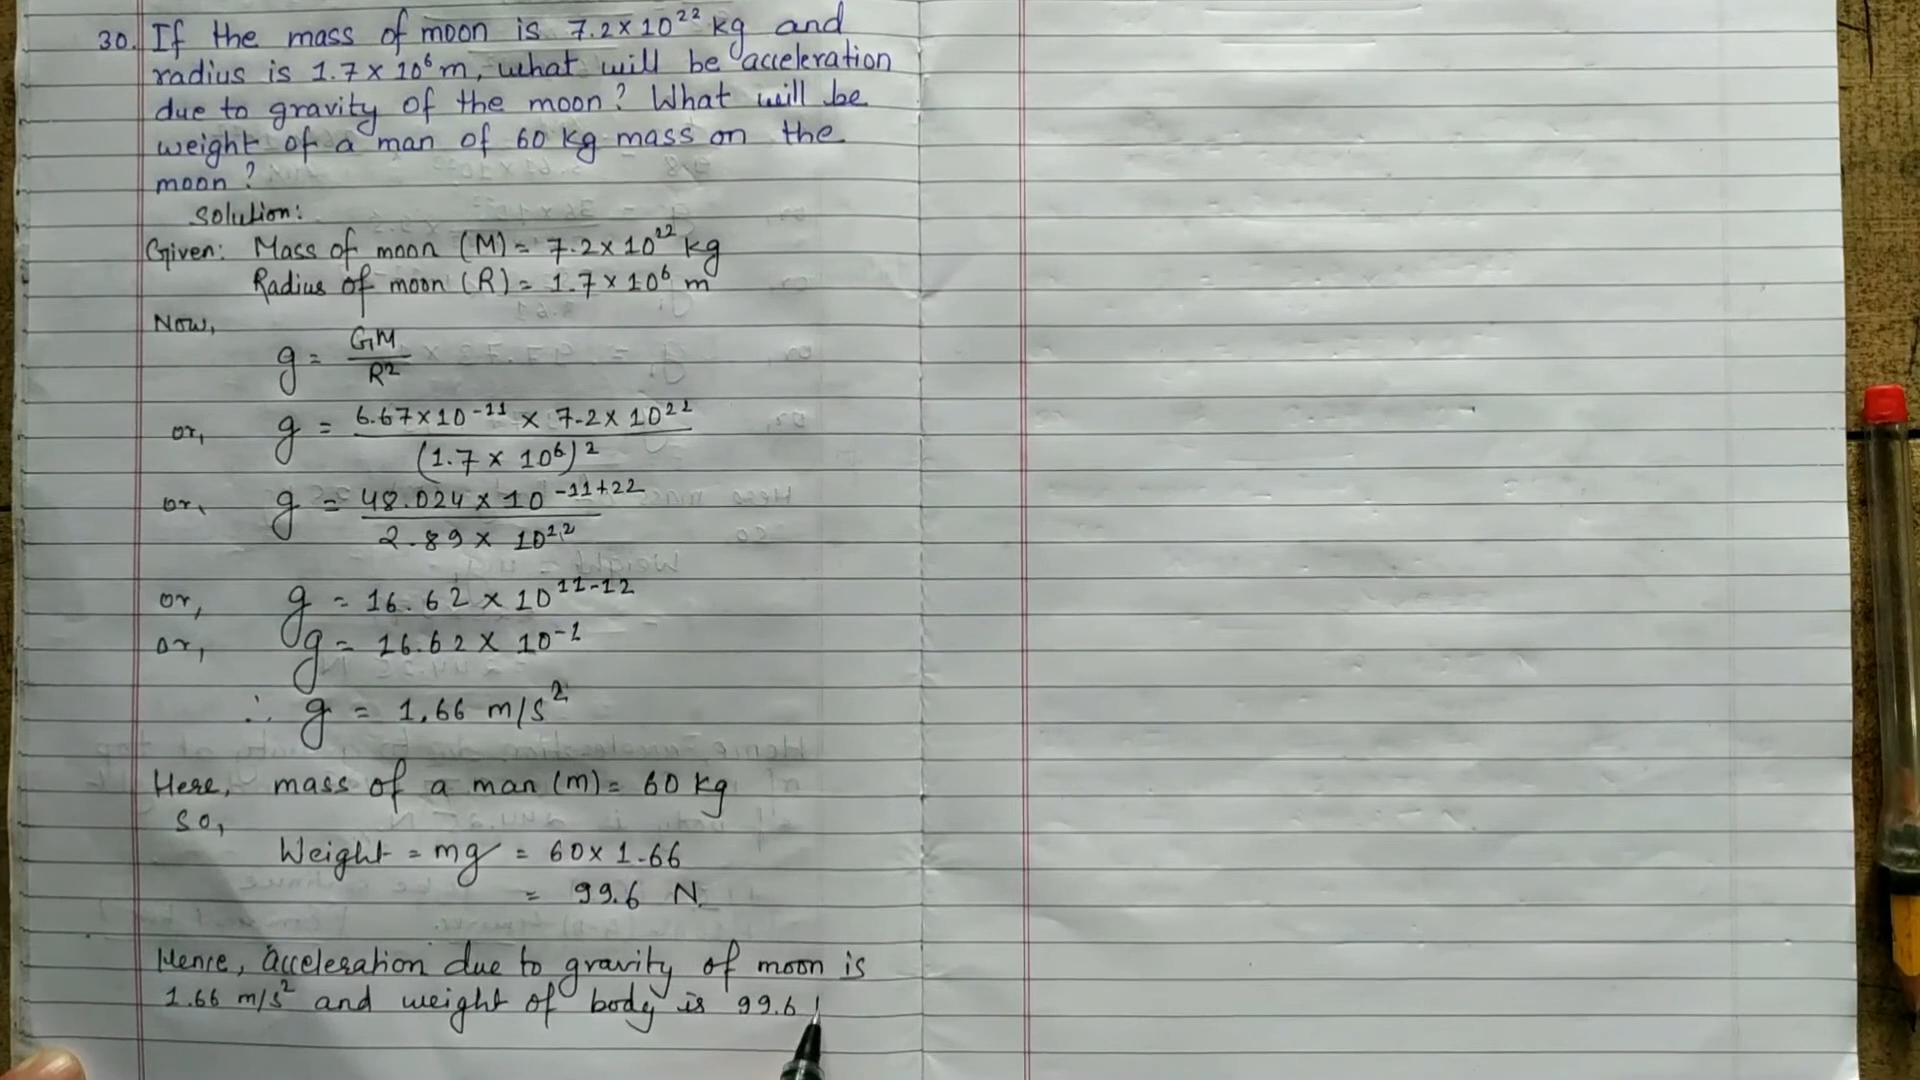 30. If the mass of moon is 7.2 x 10²² kg and
radius is 1.7 x 10⁶ m, what will be acceleration
due to gravity of the moon? What will be
weight of a man of 60 kg mass on the
moon?
Solution:
Given: Mass of moon (M) = 7.2 x 10²² kg
Radius of moon (R) = 1.7 x 10⁶ m
Now,
g = GM / R²
or, g = 6.67 x 10⁻¹¹ x 7.2 x 10²² / (1.7 x 10⁶)²
or, g = 48.024 x 10⁻¹¹⁺²² / 2.89 x 10¹²
or, g = 16.62 x 10¹¹⁻¹²
or, g = 16.62 x 10⁻¹
∴ g = 1.66 m/s²
Here, mass of a man (m) = 60 kg
so,
Weight = mg = 60 x 1.66
= 99.6 N.
Hence, acceleration due to gravity of moon is
1.66 m/s² and weight of body is 99.6